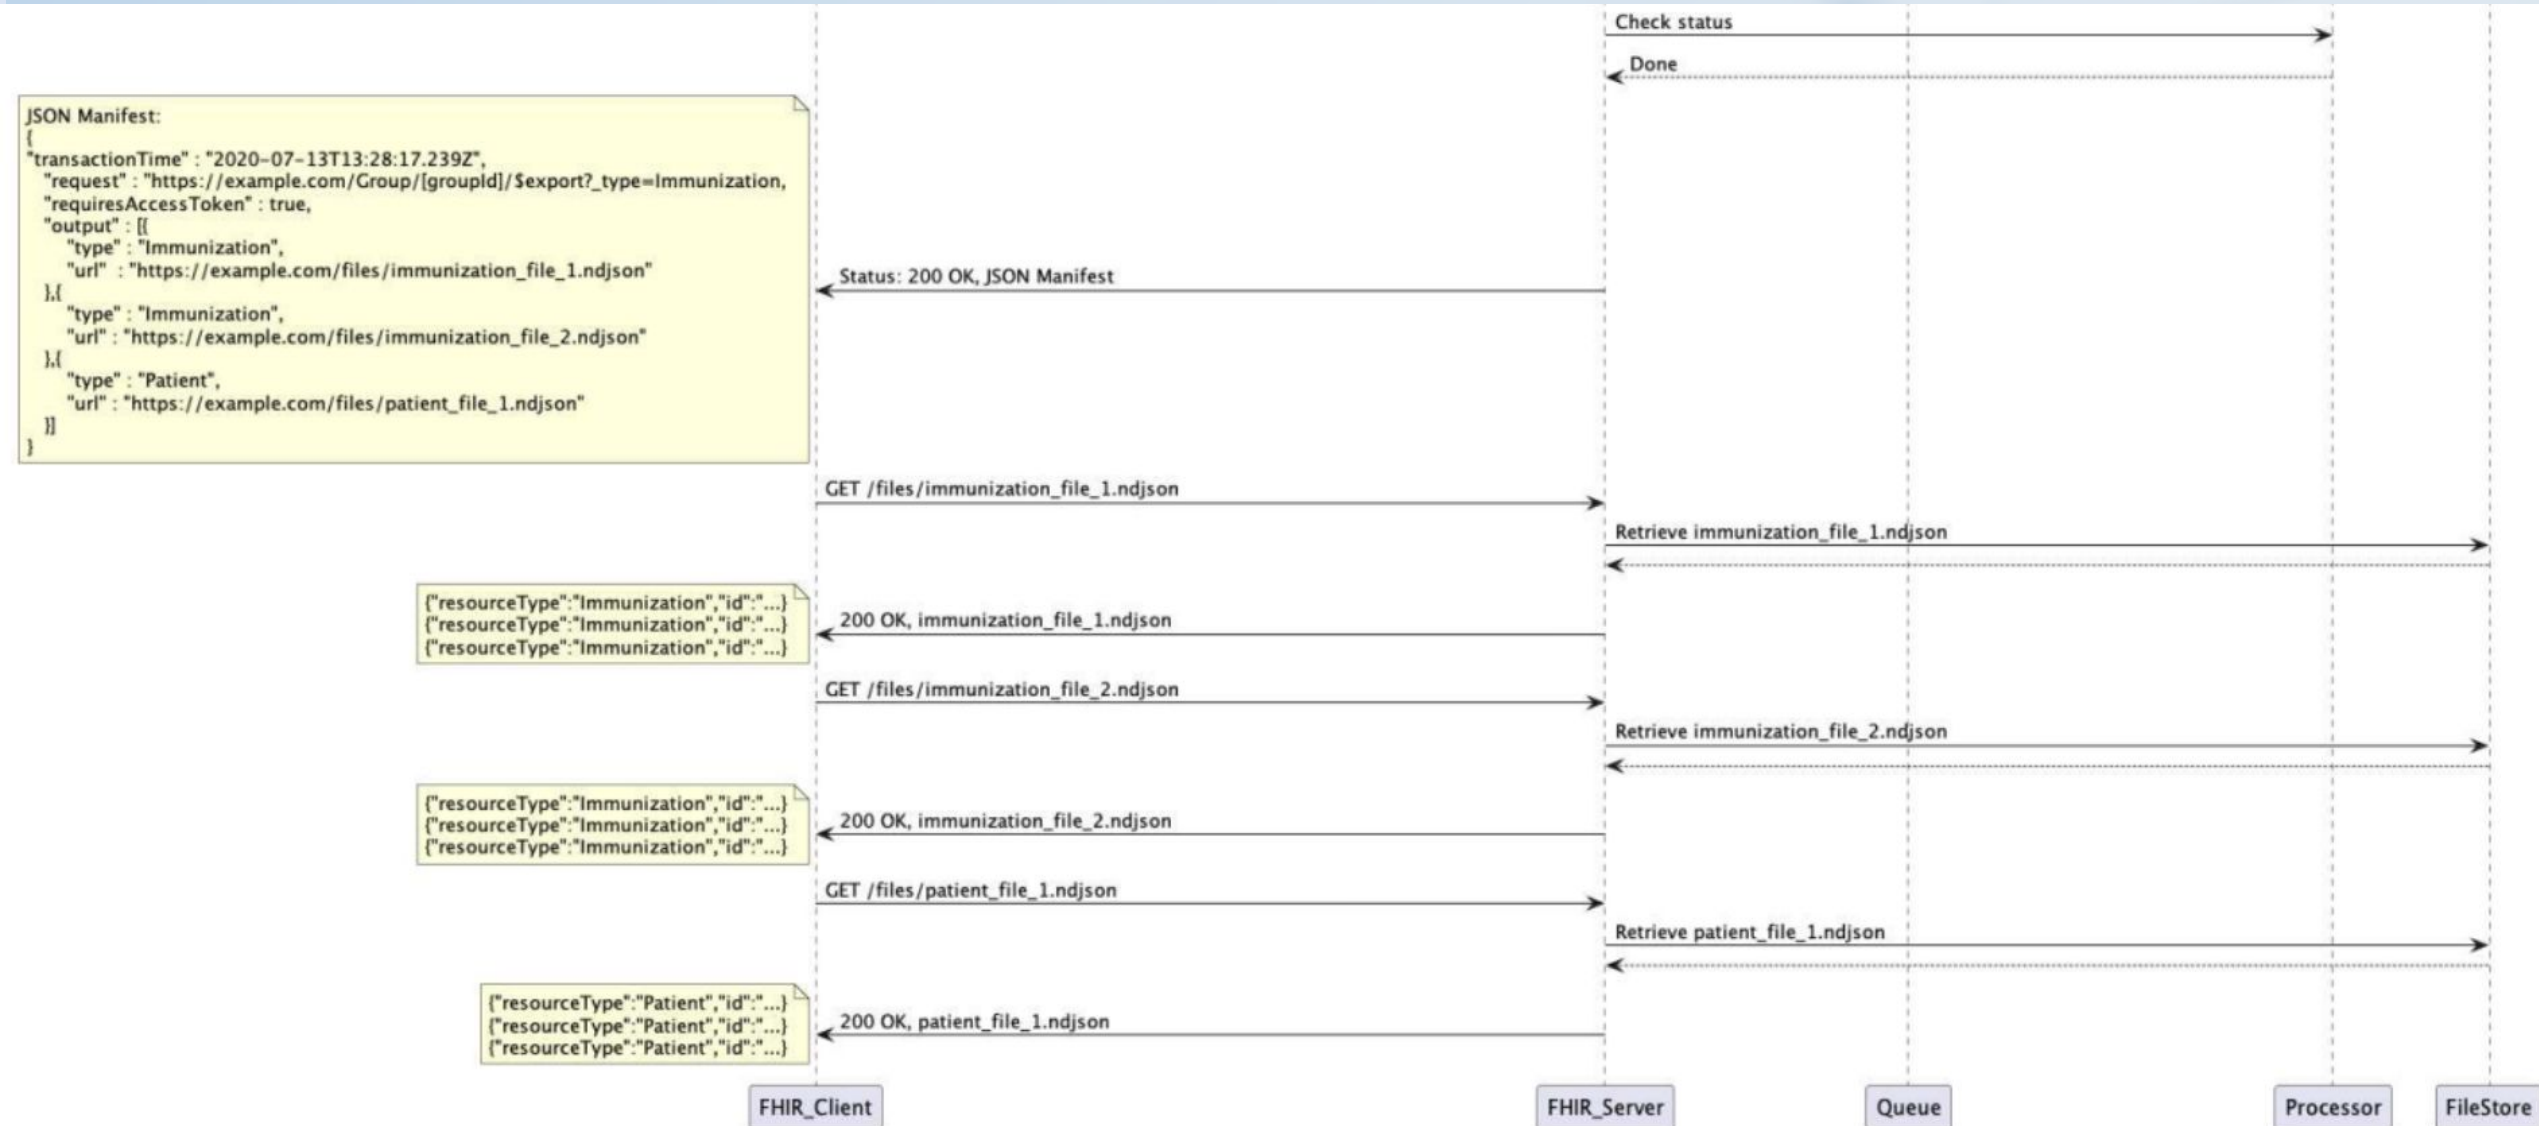 Check status
Done
JSON Manifest:
{
"transactionTime" : "2020-07-13T13:28:17.239Z",
"request" : "https://example.com/Group/[groupId]/$export?_type=Immunization,
"requiresAccessToken" : true,
"output" : [{
"type" : "Immunization",
"url" : "https://example.com/files/immunization_file_1.ndjson"
},{
"type" : "Immunization",
"url" : "https://example.com/files/immunization_file_2.ndjson"
},{
"type" : "Patient",
"url" : "https://example.com/files/patient_file_1.ndjson"
}]
}
Status: 200 OK, JSON Manifest
GET /files/immunization_file_1.ndjson
Retrieve immunization_file_1.ndjson
{"resourceType":"Immunization","id":"...}
{"resourceType":"Immunization","id":"...}
{"resourceType":"Immunization","id":"...}
200 OK, immunization_file_1.ndjson
GET /files/immunization_file_2.ndjson
Retrieve immunization_file_2.ndjson
{"resourceType":"Immunization","id":"...}
{"resourceType":"Immunization","id":"...}
{"resourceType":"Immunization","id":"...}
200 OK, immunization_file_2.ndjson
GET /files/patient_file_1.ndjson
Retrieve patient_file_1.ndjson
{"resourceType":"Patient","id":"...}
{"resourceType":"Patient","id":"...}
{"resourceType":"Patient","id":"...}
200 OK, patient_file_1.ndjson
FHIR_Client
FHIR_Server
Queue
Processor
FileStore